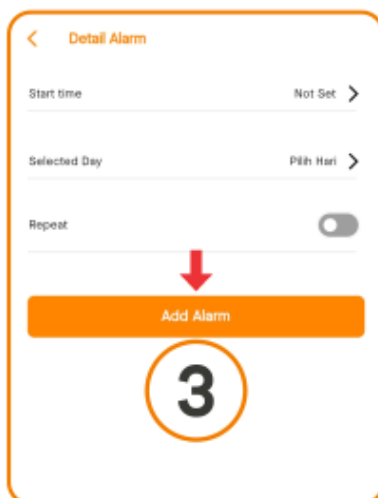 Detail Alarm
Start time Not Set
Selected Day Pilih Hari
Repeat
Add Alarm
3